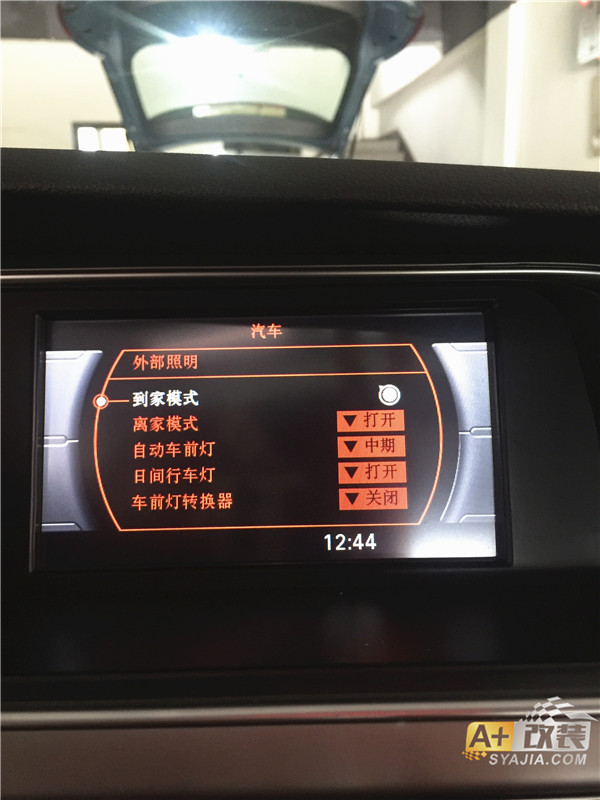 汽车
外部照明
到家模式
离家模式 ▼ 打开
自动车前灯 ▼ 中期
日间行车灯 ▼ 打开
车前灯转换器 ▼ 关闭
12:44
A+改装
SYAJIA.COM